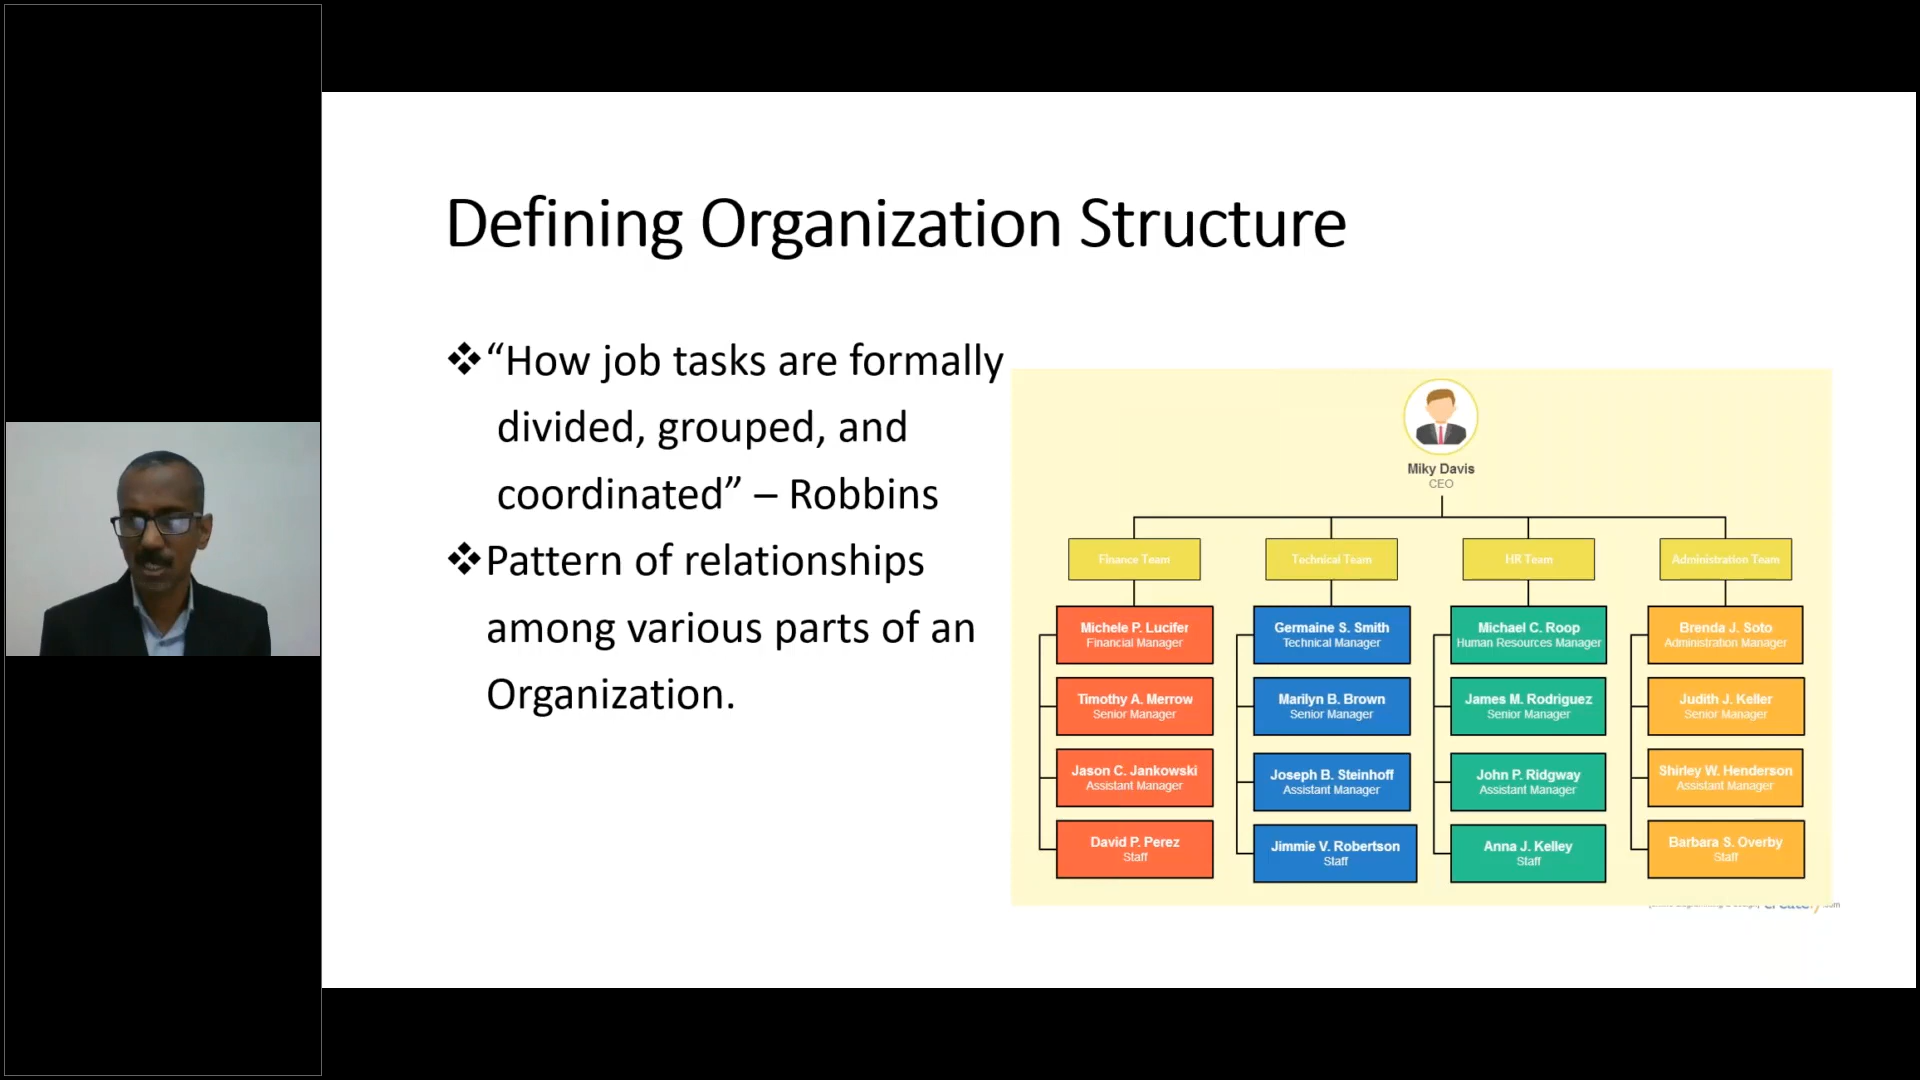 Defining Organization Structure
❖“How job tasks are formally
divided, grouped, and
coordinated” – Robbins
❖Pattern of relationships
among various parts of an
Organization.
Miky Davis
CEO
Finance Team
Technical Team
HR Team
Administration Team
Michele P. Lucifer
Financial Manager
Germaine S. Smith
Technical Manager
Michael C. Roop
Human Resources Manager
Brenda J. Soto
Administration Manager
Timothy A. Merrow
Senior Manager
Marilyn B. Brown
Senior Manager
James M. Rodriguez
Senior Manager
Judith J. Keller
Senior Manager
Jason C. Jankowski
Assistant Manager
Joseph B. Steinhoff
Assistant Manager
John P. Ridgway
Assistant Manager
Shirley W. Henderson
Assistant Manager
David P. Perez
Staff
Jimmie V. Robertson
Staff
Anna J. Kelley
Staff
Barbara S. Overby
Staff